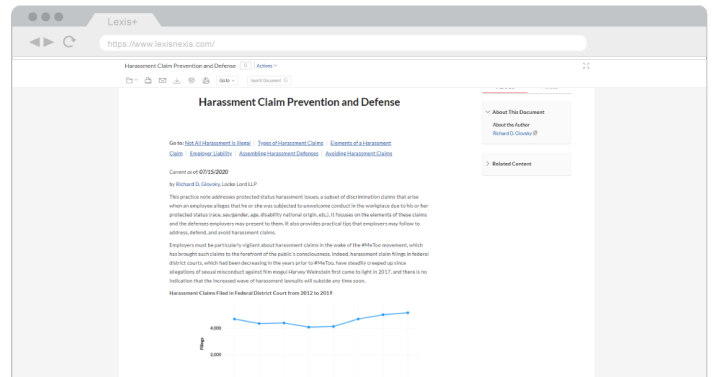 Lexis+
https://www.lexisnexis.com/
Harassment Claim Prevention and Defense
Actions
Go to
Search Document
Harassment Claim Prevention and Defense
Go to: Not All Harassment Is Illegal | Types of Harassment Claims | Elements of a Harassment
Claim | Employer Liability | Assembling Harassment Defenses | Avoiding Harassment Claims
Current as of: 07/15/2020
by Richard D. Glovsky, Locke Lord LLP
This practice note addresses protected status harassment issues, a subset of discrimination claims that arise
when an employee alleges that he or she was subjected to unwelcome conduct in the workplace due to his or her
protected status (race, sex/gender, age, disability national origin, etc.). It focuses on the elements of these claims
and the defenses employers may present to them. It also provides practical tips that employers may follow to
address, defend, and avoid harassment claims.
Employers must be particularly vigilant about harassment claims in the wake of the #MeToo movement, which
has brought such claims to the forefront of the public's consciousness. Indeed, harassment claim filings in federal
district courts, which had been decreasing in the years prior to #MeToo, have steadily creeped up since
allegations of sexual misconduct against film mogul Harvey Weinstein first came to light in 2017, and there is no
indication that the increased wave of harassment lawsuits will subside any time soon.
Harassment Claims Filed in Federal District Court from 2012 to 2019
4,000
Filings
2,000
About This Document
About the Author
Richard D. Glovsky
Related Content